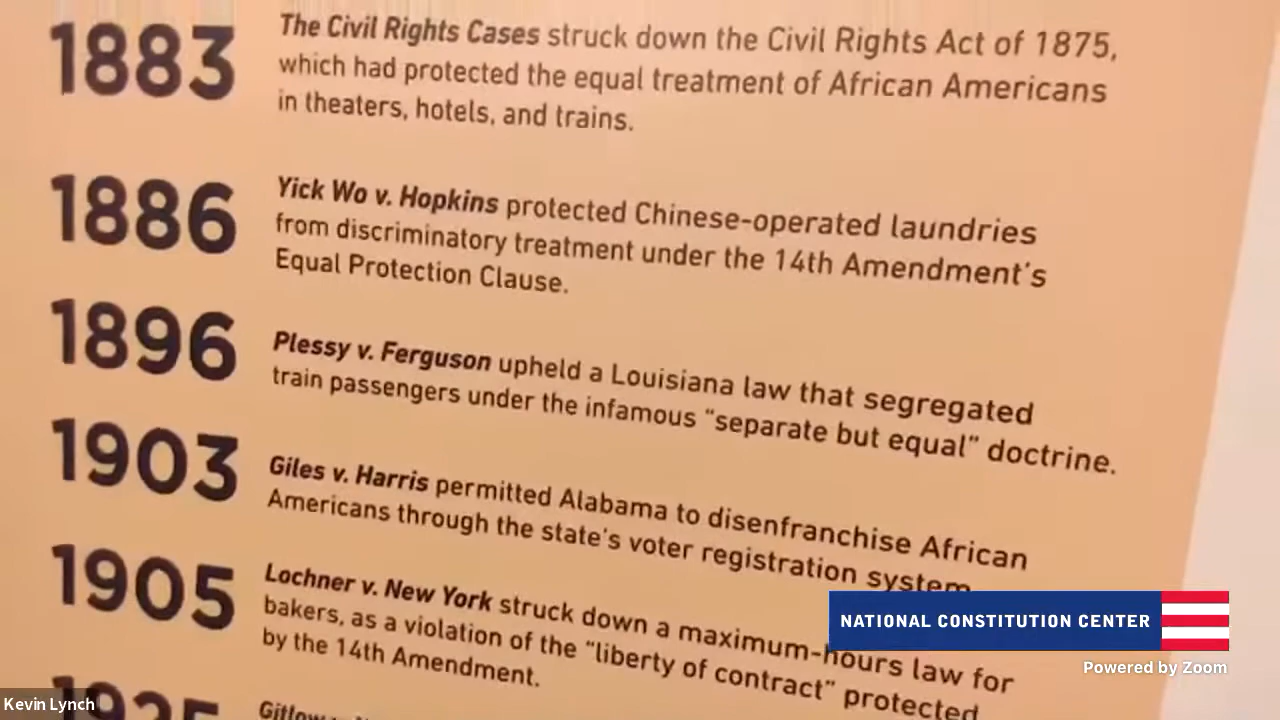 1883
The Civil Rights Cases struck down the Civil Rights Act of 1875,
which had protected the equal treatment of African Americans
in theaters, hotels, and trains.
1886
Yick Wo v. Hopkins protected Chinese-operated laundries
from discriminatory treatment under the 14th Amendment's
Equal Protection Clause.
1896
Plessy v. Ferguson upheld a Louisiana law that segregated
train passengers under the infamous “separate but equal” doctrine.
1903
Giles v. Harris permitted Alabama to disenfranchise African
Americans through the state's voter registration system
1905
Lochner v. New York struck down a maximum-hours law for
bakers, as a violation of the “liberty of contract” protected
by the 14th Amendment.
1925
Gitlow
NATIONAL CONSTITUTION CENTER
Powered by Zoom
Kevin Lynch